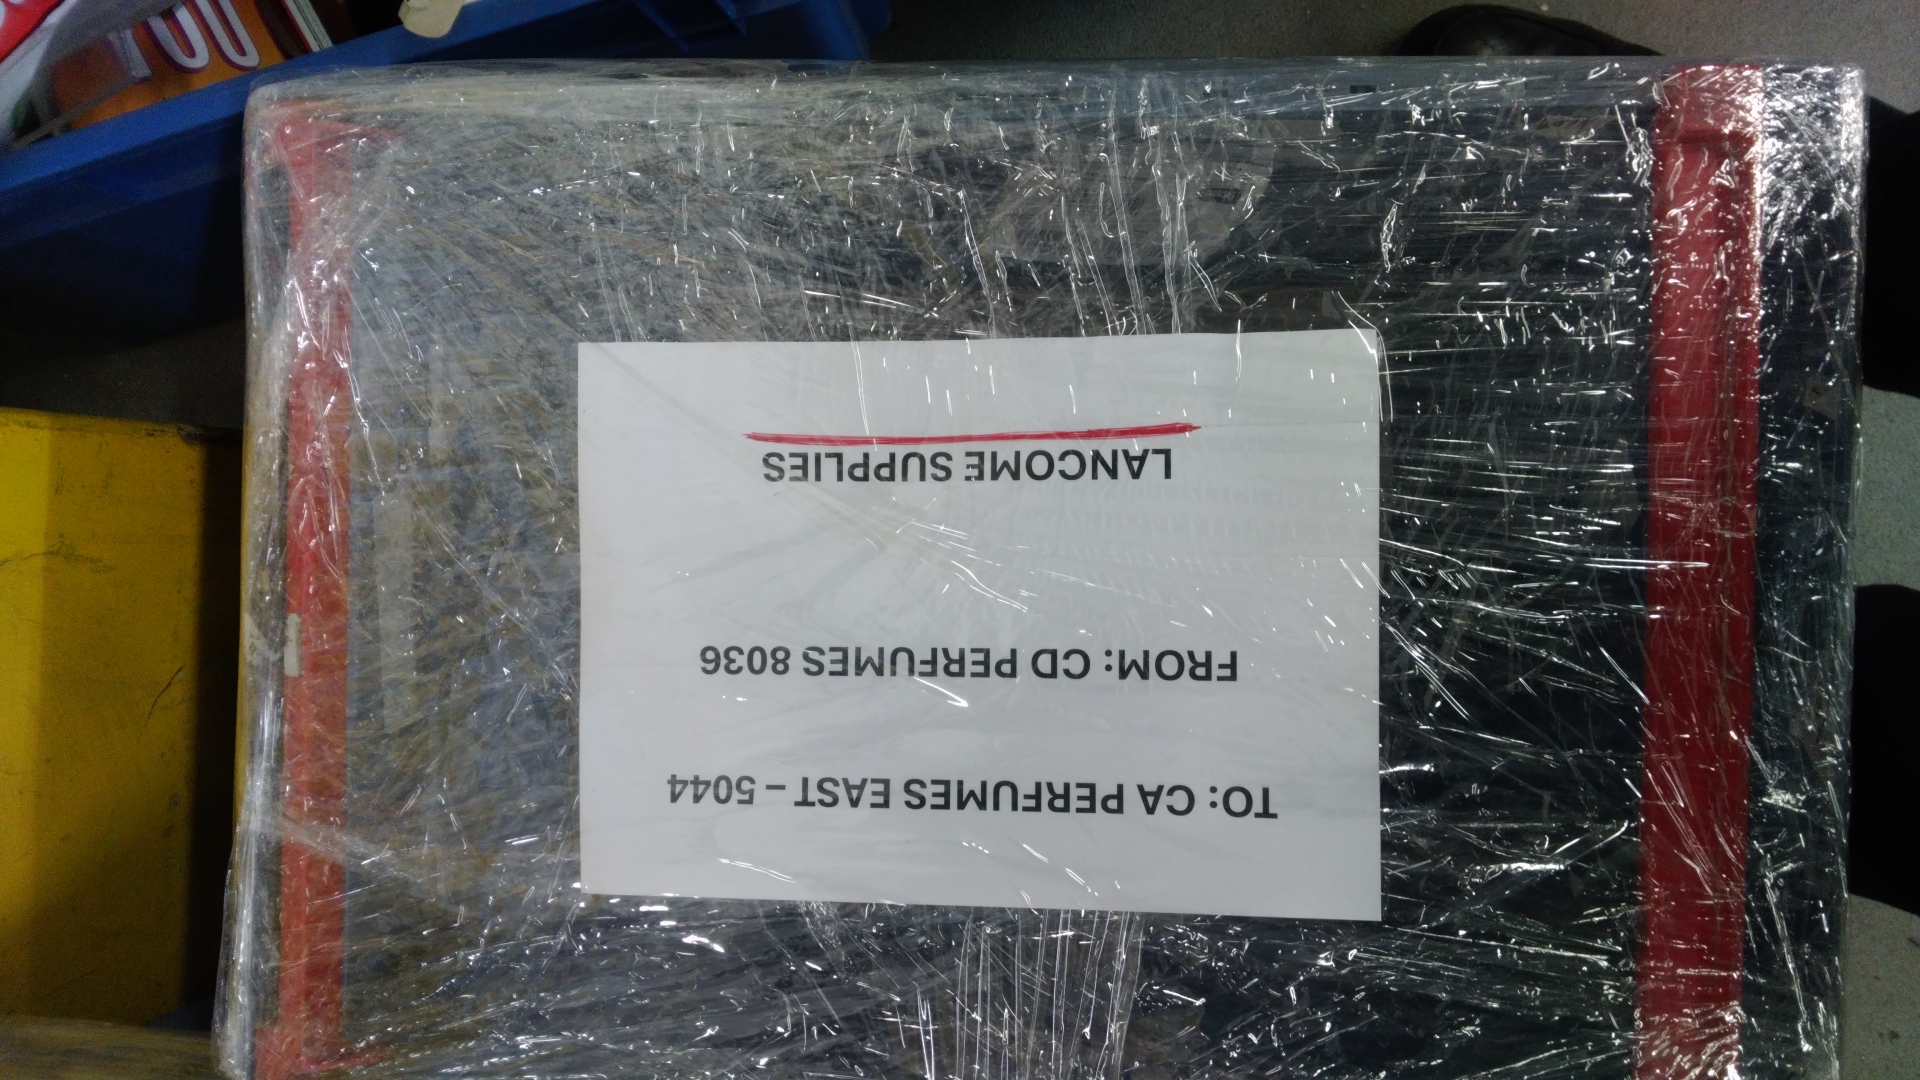 TO: CA PERFUMES EAST – 5044
FROM: CD PERFUMES 8036
LANCOME SUPPLIES